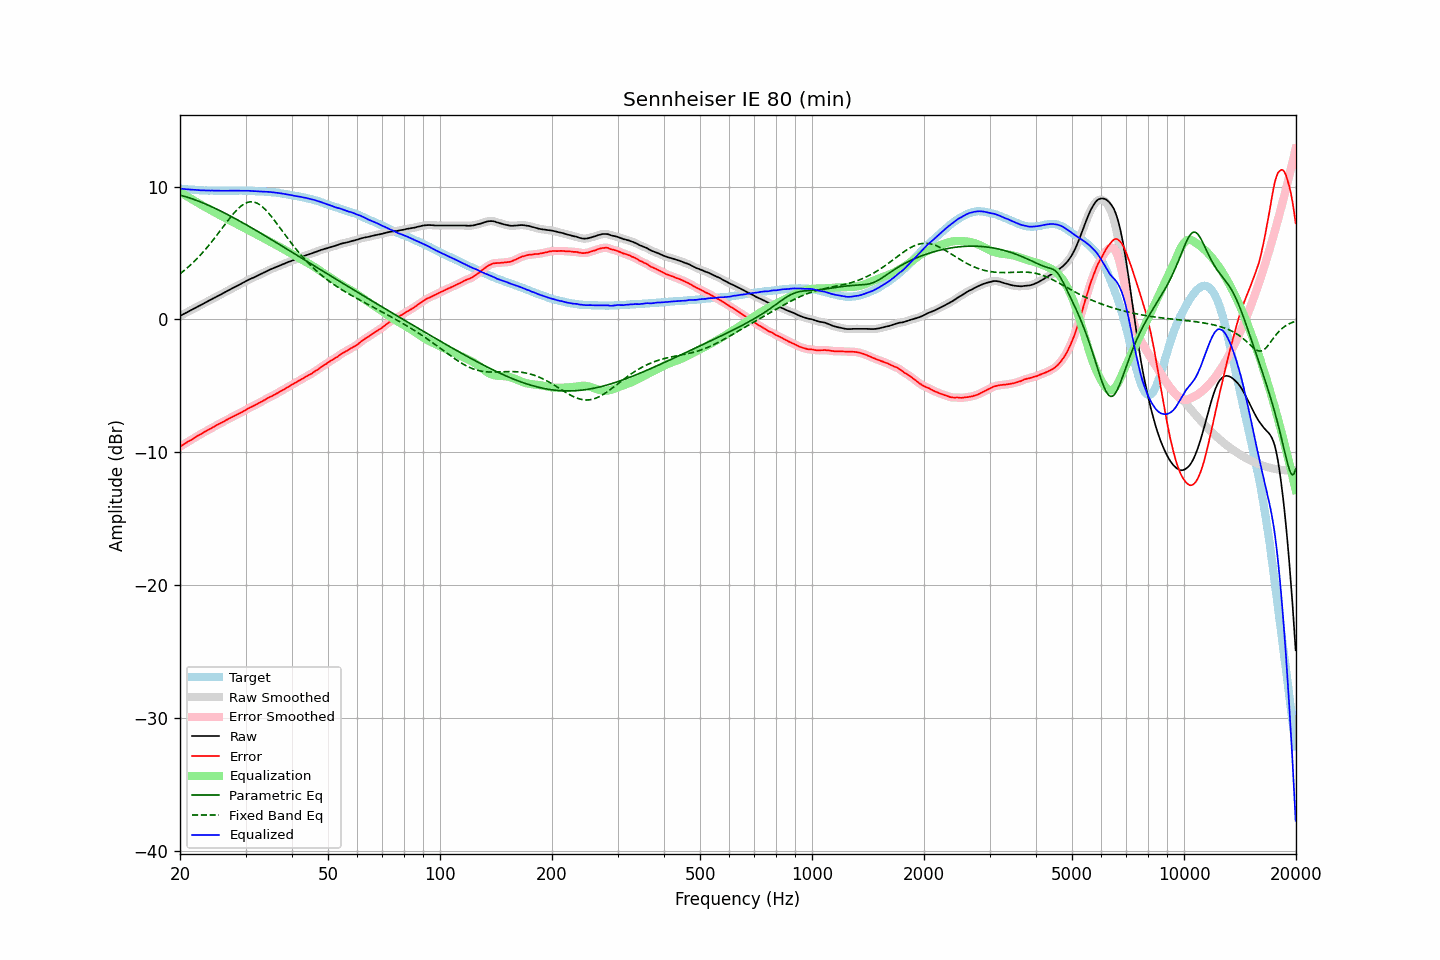 Sennheiser IE 80 (min)
Amplitude (dBr)
10
0
−10
−20
−30
−40
Target
Raw Smoothed
Error Smoothed
Raw
Error
Equalization
Parametric Eq
Fixed Band Eq
Equalized
20 50 100 200 500 1000 2000 5000 10000 20000
Frequency (Hz)